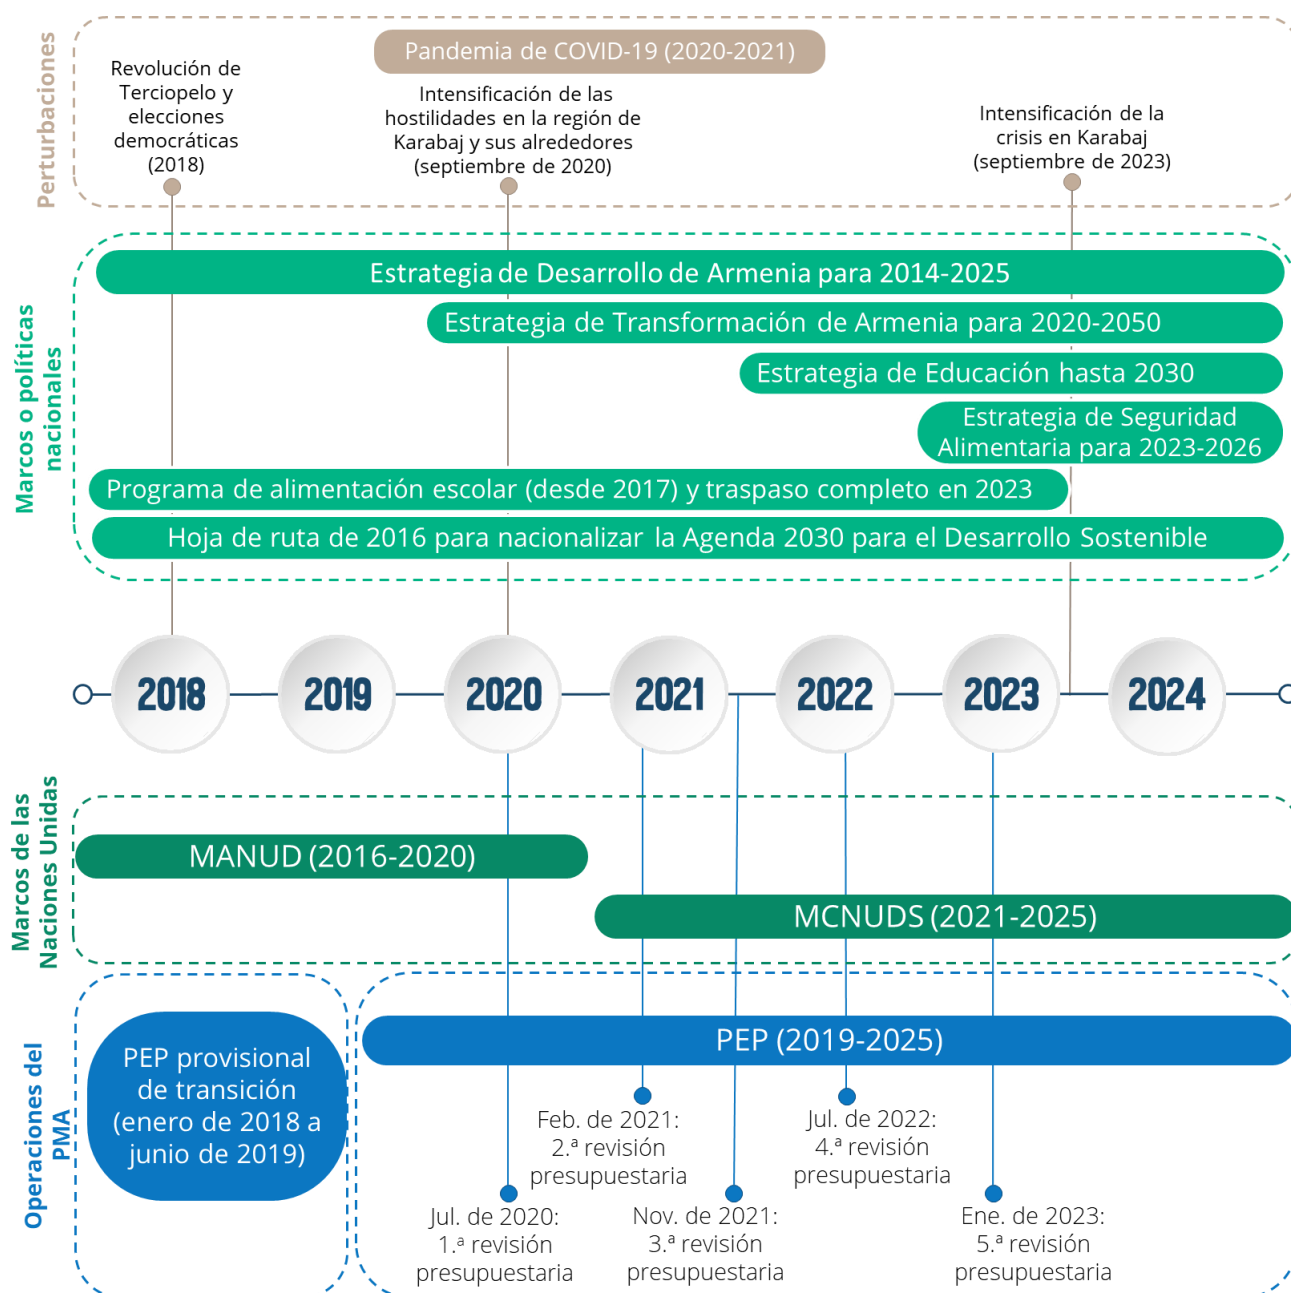 Perturbaciones
Pandemia de COVID-19 (2020-2021)
Revolución de
Terciopelo y
elecciones
democráticas
(2018)
Intensificación de las
hostilidades en la región de
Karabaj y sus alrededores
(septiembre de 2020)
Intensificación de la
crisis en Karabaj
(septiembre de 2023)
Marcos o políticas
nacionales
Estrategia de Desarrollo de Armenia para 2014-2025
Estrategia de Transformación de Armenia para 2020-2050
Estrategia de Educación hasta 2030
Estrategia de Seguridad
Alimentaria para 2023-2026
Programa de alimentación escolar (desde 2017) y traspaso completo en 2023
Hoja de ruta de 2016 para nacionalizar la Agenda 2030 para el Desarrollo Sostenible
2018
2019
2020
2021
2022
2023
2024
Marcos de las
Naciones Unidas
MANUD (2016-2020)
MCNUDS (2021-2025)
Operaciones del
PMA
PEP provisional
de transición
(enero de 2018 a
junio de 2019)
PEP (2019-2025)
Feb. de 2021:
2.ª revisión
presupuestaria
Jul. de 2022:
4.ª revisión
presupuestaria
Jul. de 2020:
1.ª revisión
presupuestaria
Nov. de 2021:
3.ª revisión
presupuestaria
Ene. de 2023:
5.ª revisión
presupuestaria